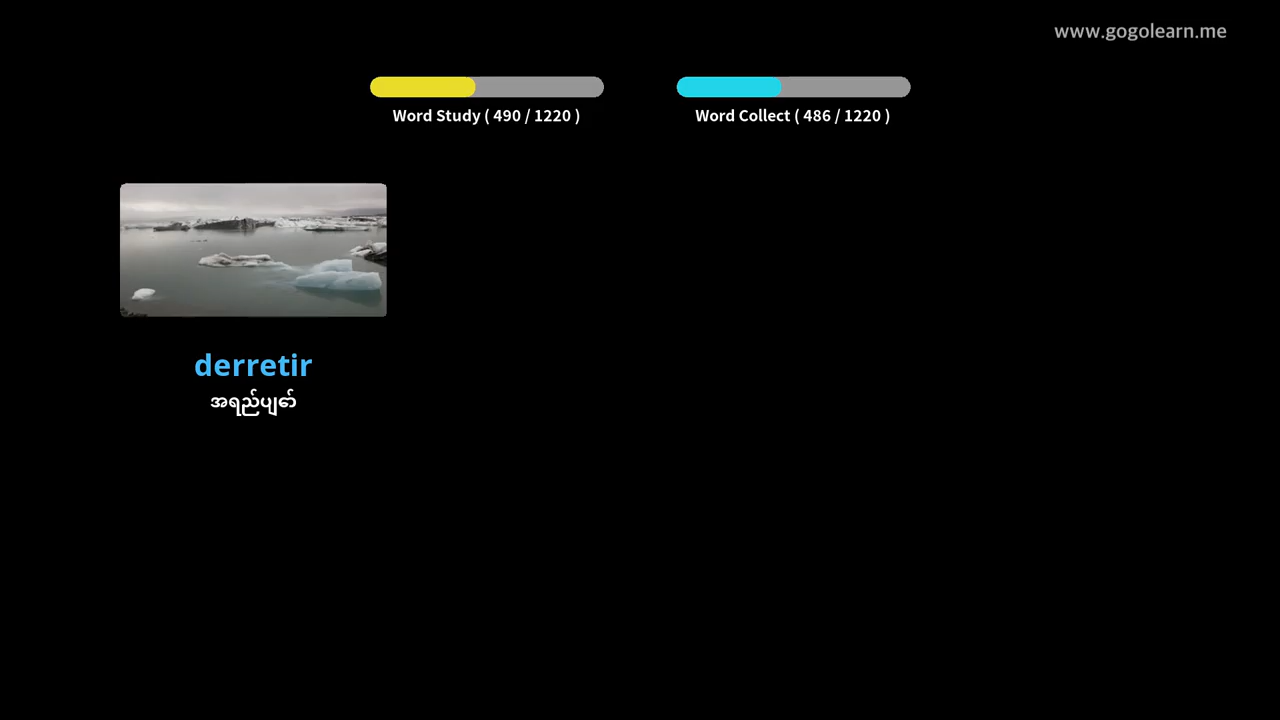 www.gogolearn.me
Word Study ( 490 / 1220 )
Word Collect ( 486 / 1220 )
derretir
အရည်ပျော်